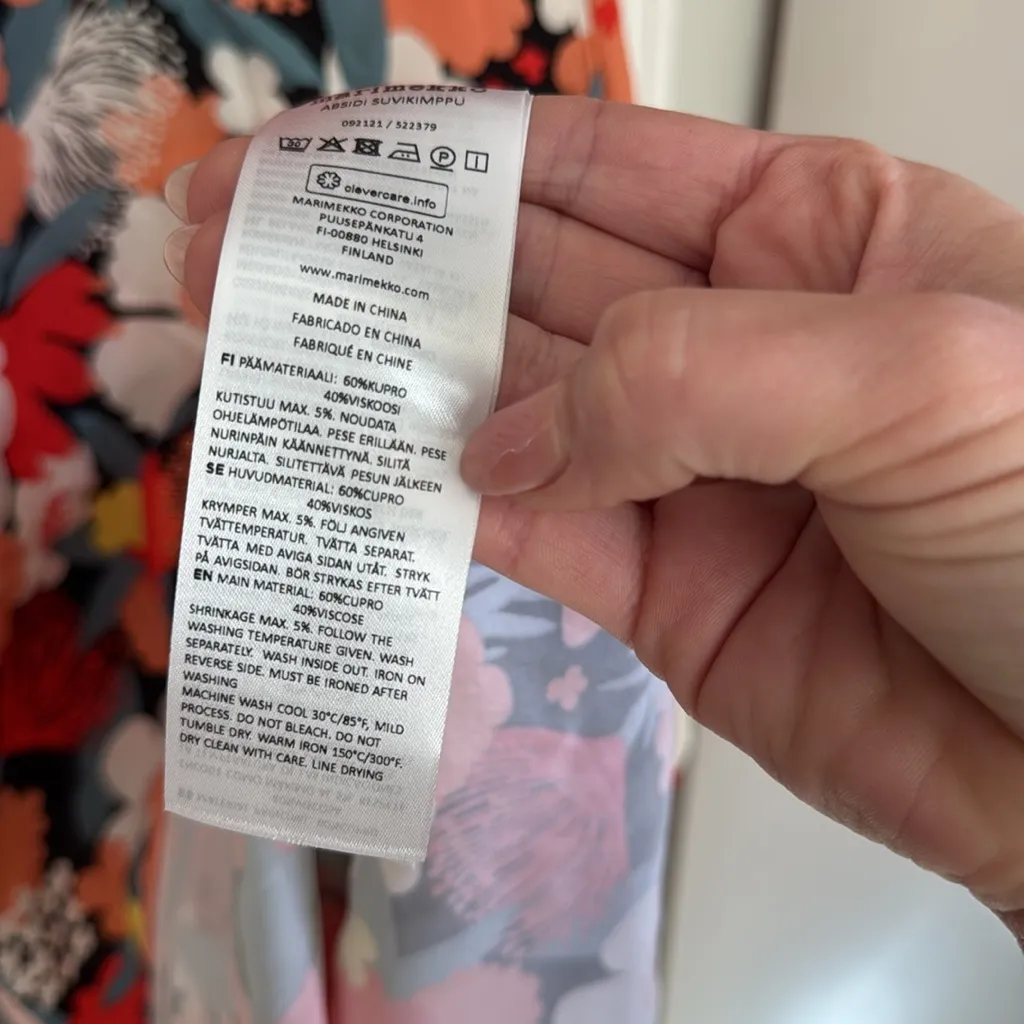 marimekko
ABSIDI SUVIKIMPPU
092121 / 522379
30
P
clevercare.info
MARIMEKKO CORPORATION
PUUSEPÄNKATU 4
FI-00880 HELSINKI
FINLAND
www.marimekko.com
MADE IN CHINA
FABRICADO EN CHINA
FABRIQUÉ EN CHINE
FI PÄÄMATERIAALI: 60%KUPRO
40%VISKOOSI
KUTISTUU MAX. 5%. NOUDATA
OHJELÄMPÖTILAA. PESE ERILLÄÄN. PESE
NURINPÄIN KÄÄNNETTYNÄ. SILITÄ
NURJALTA. SILITETTÄVÄ PESUN JÄLKEEN
SE HUVUDMATERIAL: 60%CUPRO
40%VISKOS
KRYMPER MAX. 5%. FÖLJ ANGIVEN
TVÄTTEMPERATUR. TVÄTTA SEPARAT.
TVÄTTA MED AVIGA SIDAN UTÅT. STRYK
PÅ AVIGSIDAN. BÖR STRYKAS EFTER TVÄTT
EN MAIN MATERIAL: 60%CUPRO
40%VISCOSE
SHRINKAGE MAX. 5%. FOLLOW THE
WASHING TEMPERATURE GIVEN. WASH
SEPARATELY. WASH INSIDE OUT. IRON ON
REVERSE SIDE. MUST BE IRONED AFTER
WASHING
MACHINE WASH COOL 30°C/85°F, MILD
PROCESS. DO NOT BLEACH. DO NOT
TUMBLE DRY. WARM IRON 150°C/300°F.
DRY CLEAN WITH CARE. LINE DRYING